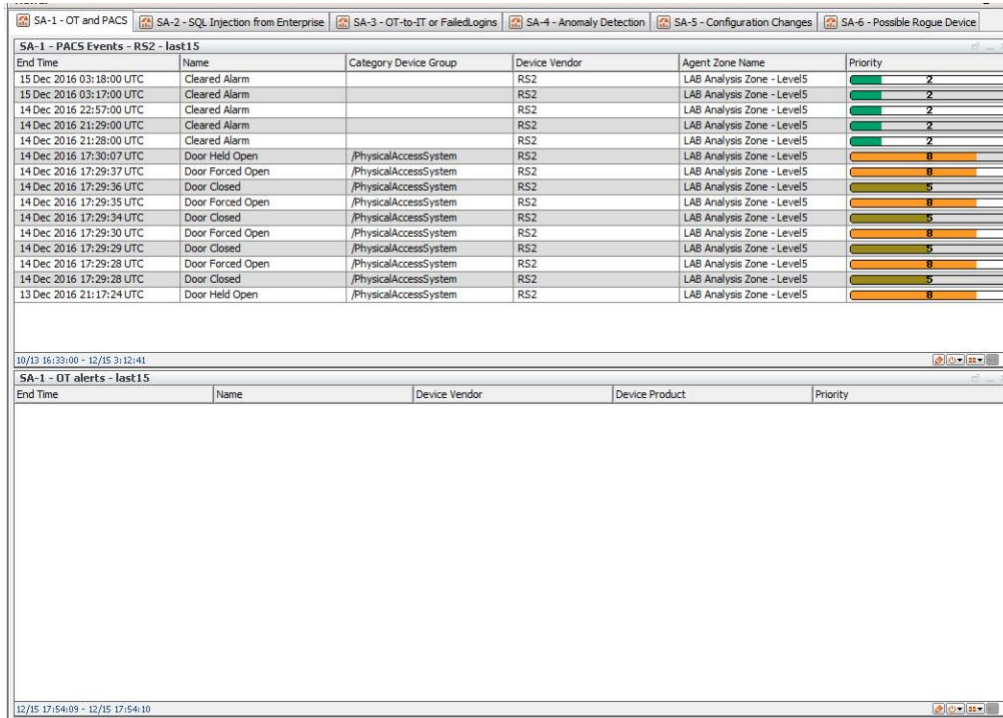 SA-1 - OT and PACS SA-2 - SQL Injection from Enterprise SA-3 - OT-to-IT or FailedLogins SA-4 - Anomaly Detection SA-5 - Configuration Changes SA-6 - Possible Rogue Device
SA-1 - PACS Events - RS2 - last15
End Time Name Category Device Group Device Vendor Agent Zone Name Priority
15 Dec 2016 03:18:00 UTC Cleared Alarm RS2 LAB Analysis Zone - Level5 2
15 Dec 2016 03:17:00 UTC Cleared Alarm RS2 LAB Analysis Zone - Level5 2
14 Dec 2016 22:57:00 UTC Cleared Alarm RS2 LAB Analysis Zone - Level5 2
14 Dec 2016 21:29:00 UTC Cleared Alarm RS2 LAB Analysis Zone - Level5 2
14 Dec 2016 21:28:00 UTC Cleared Alarm RS2 LAB Analysis Zone - Level5 2
14 Dec 2016 17:30:07 UTC Door Held Open /PhysicalAccessSystem RS2 LAB Analysis Zone - Level5 8
14 Dec 2016 17:29:37 UTC Door Forced Open /PhysicalAccessSystem RS2 LAB Analysis Zone - Level5 8
14 Dec 2016 17:29:36 UTC Door Closed /PhysicalAccessSystem RS2 LAB Analysis Zone - Level5 5
14 Dec 2016 17:29:35 UTC Door Forced Open /PhysicalAccessSystem RS2 LAB Analysis Zone - Level5 8
14 Dec 2016 17:29:34 UTC Door Closed /PhysicalAccessSystem RS2 LAB Analysis Zone - Level5 5
14 Dec 2016 17:29:30 UTC Door Forced Open /PhysicalAccessSystem RS2 LAB Analysis Zone - Level5 8
14 Dec 2016 17:29:29 UTC Door Closed /PhysicalAccessSystem RS2 LAB Analysis Zone - Level5 5
14 Dec 2016 17:29:28 UTC Door Forced Open /PhysicalAccessSystem RS2 LAB Analysis Zone - Level5 8
14 Dec 2016 17:29:28 UTC Door Closed /PhysicalAccessSystem RS2 LAB Analysis Zone - Level5 5
13 Dec 2016 21:17:24 UTC Door Held Open /PhysicalAccessSystem RS2 LAB Analysis Zone - Level5 8
10/13 16:33:00 - 12/15 3:12:41
SA-1 - OT alerts - last15
End Time Name Device Vendor Device Product Priority
12/15 17:54:09 - 12/15 17:54:10